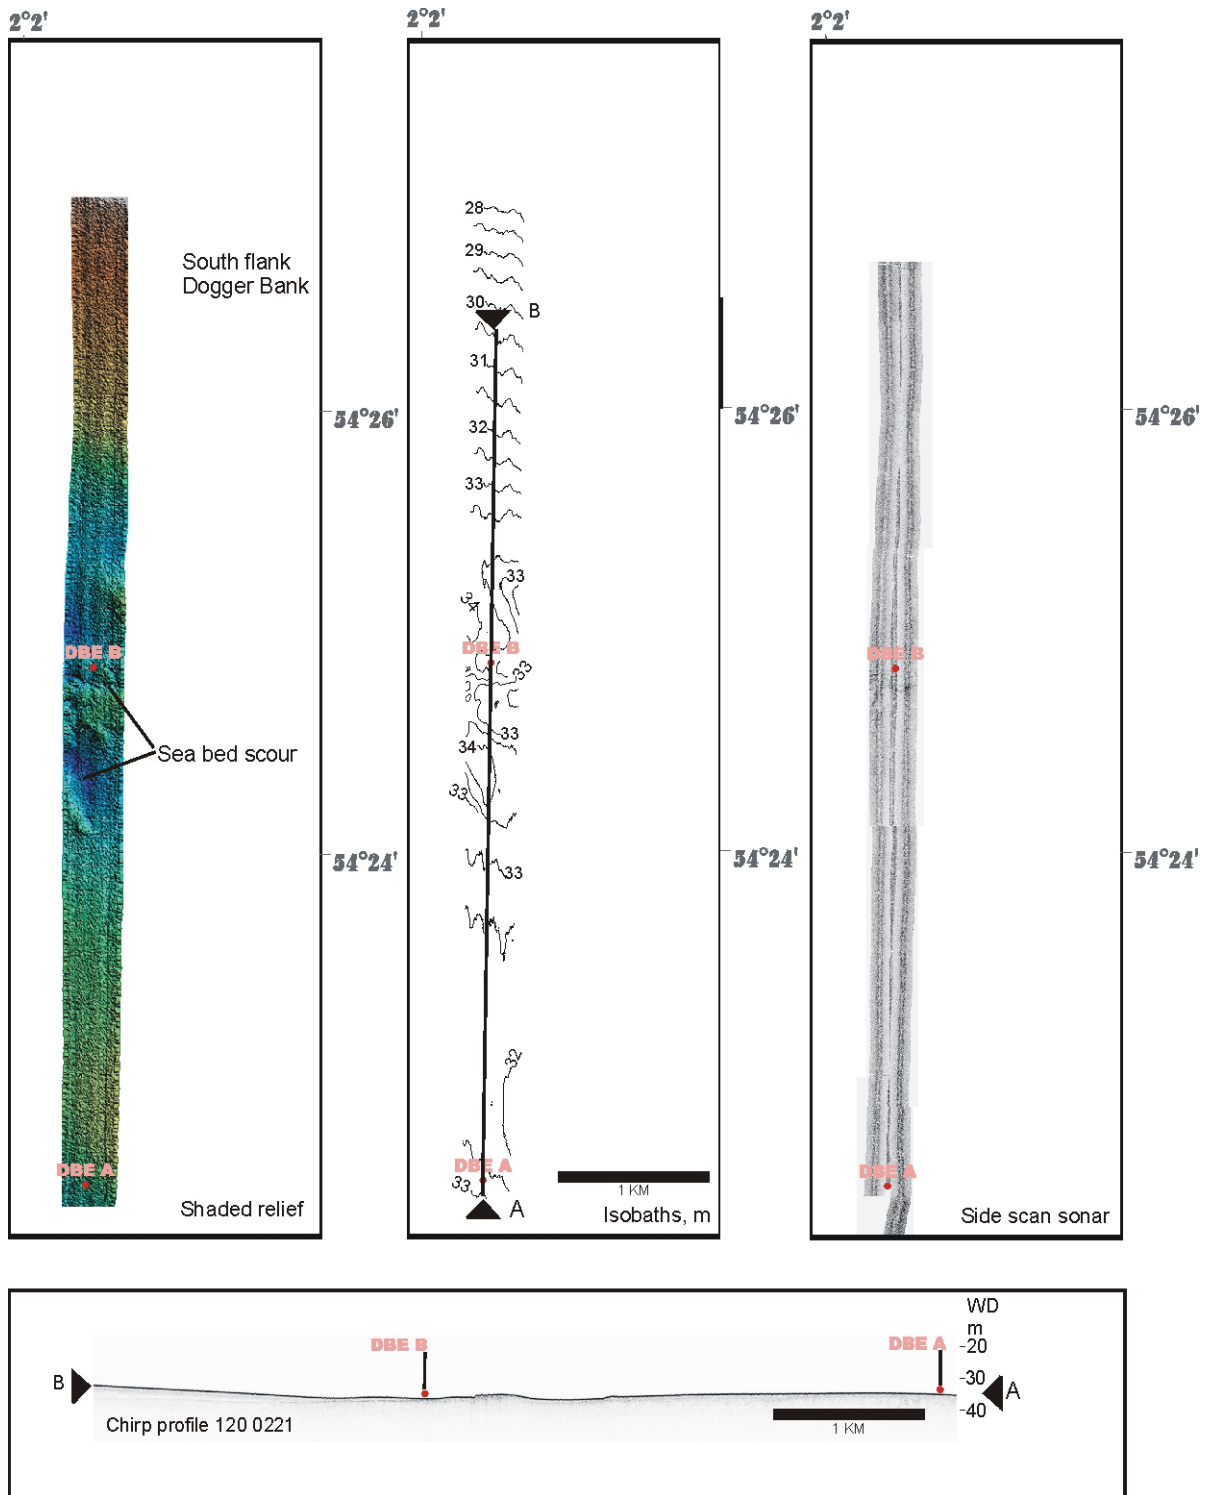 2°2'
2°2'
2°2'
South flank
Dogger Bank
28
29
30
B
31
54°26'
54°26'
54°26'
32
33
33
34
DBE B
DBE B
DBE B
33
Sea bed scour
33
34
33
54°24'
54°24'
54°24'
33
32
DBE A
DBE A
DBE A
33
1 KM
Shaded relief
A
Isobaths, m
Side scan sonar
WD
m
DBE B
DBE A
-20
-30
B
A
-40
Chirp profile 120 0221
1 KM